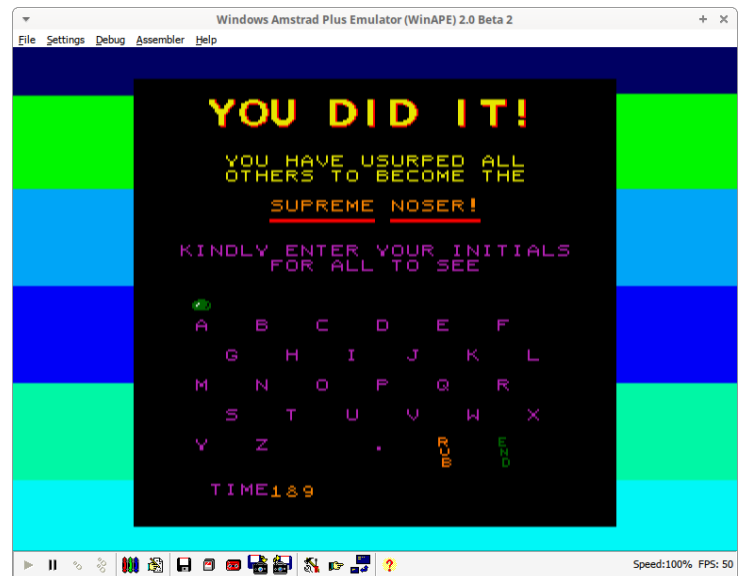 Windows Amstrad Plus Emulator (WinAPE) 2.0 Beta 2
File Settings Debug Assembler Help
YOU DID IT!
YOU HAVE USURPED ALL
OTHERS TO BECOME THE
SUPREME NOSER!
KINDLY ENTER YOUR INITIALS
FOR ALL TO SEE
A B C D E F
G H I J K L
M N O P Q R
S T U V W X
Y Z . RUB END
TIME189
Speed:100% FPS: 50